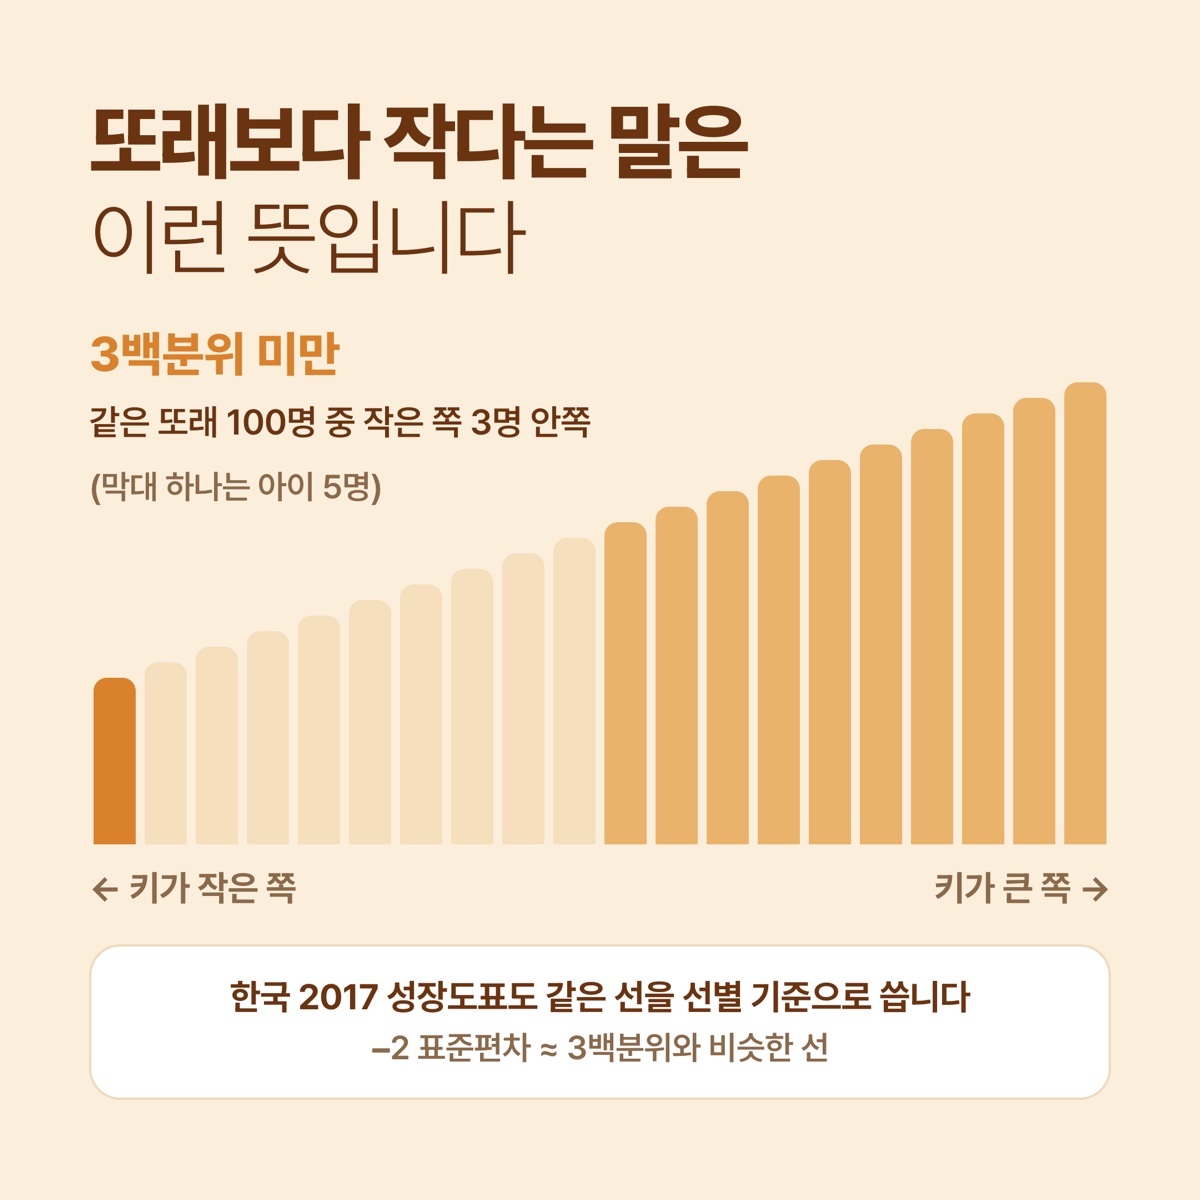 또래보다 작다는 말은
이런 뜻입니다
3백분위 미만
같은 또래 100명 중 작은 쪽 3명 안쪽
(막대 하나는 아이 5명)
← 키가 작은 쪽
키가 큰 쪽 →
한국 2017 성장도표도 같은 선을 선별 기준으로 씁니다
–2 표준편차 ≈ 3백분위와 비슷한 선